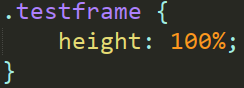 .testframe {
    height: 100%;
}